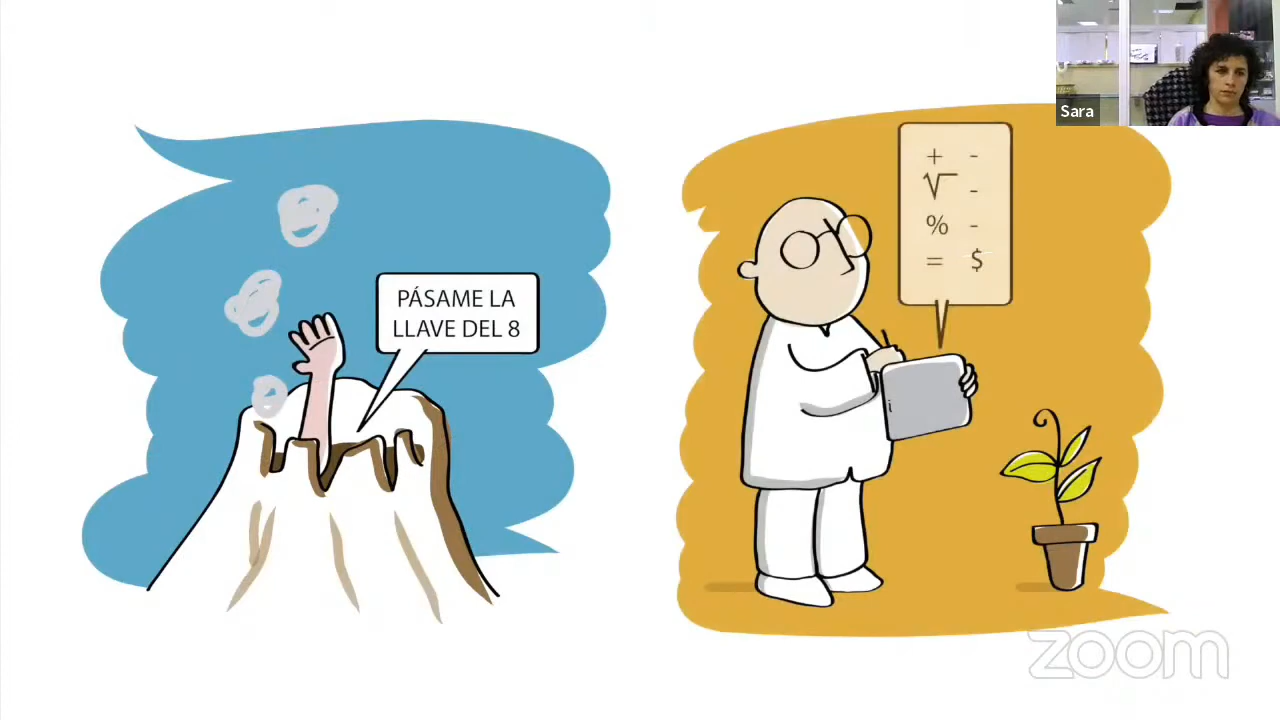 Sara
PÁSAME LA
LLAVE DEL 8
+ -
√ -
% -
= $
zoom